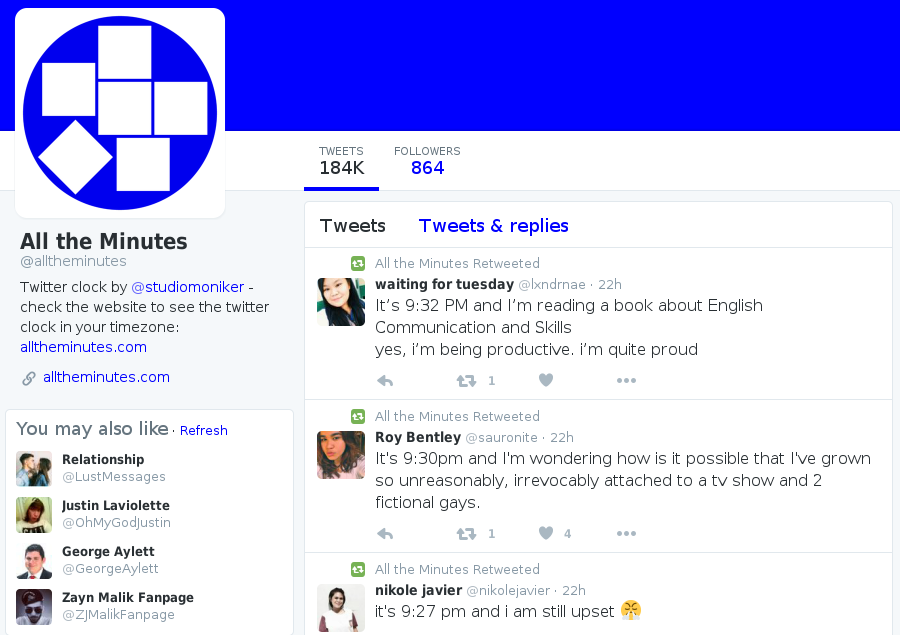 TWEETS
184K
FOLLOWERS
864
All the Minutes
@alltheminutes
Twitter clock by @studiomoniker -
check the website to see the twitter
clock in your timezone:
alltheminutes.com
alltheminutes.com
You may also like · Refresh
Relationship
@LustMessages
Justin Laviolette
@OhMyGodJustin
George Aylett
@GeorgeAylett
Zayn Malik Fanpage
@ZJMalikFanpage
Tweets
Tweets & replies
All the Minutes Retweeted
waiting for tuesday @lxndrnae · 22h
It’s 9:32 PM and I’m reading a book about English
Communication and Skills
yes, i’m being productive. i’m quite proud
1
All the Minutes Retweeted
Roy Bentley @sauronite · 22h
It's 9:30pm and I'm wondering how is it possible that I've grown
so unreasonably, irrevocably attached to a tv show and 2
fictional gays.
1
4
All the Minutes Retweeted
nikole javier @nikolejavier · 22h
it's 9:27 pm and i am still upset 😤